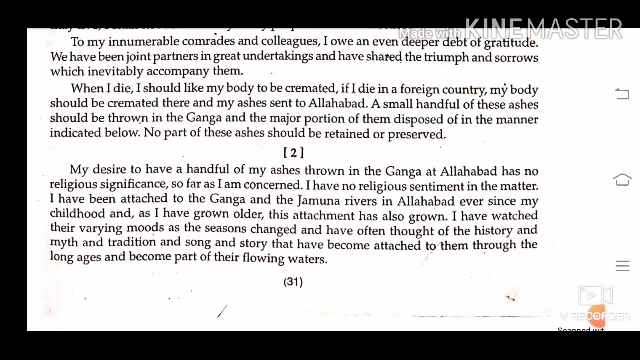 Made with KINEMASTER
To my innumerable comrades and colleagues, I owe an even deeper debt of gratitude.
We have been joint partners in great undertakings and have shared the triumph and sorrows
which inevitably accompany them.
When I die, I should like my body to be cremated, if I die in a foreign country, my body
should be cremated there and my ashes sent to Allahabad. A small handful of these ashes
should be thrown in the Ganga and the major portion of them disposed of in the manner
indicated below. No part of these ashes should be retained or preserved.
[2]
My desire to have a handful of my ashes thrown in the Ganga at Allahabad has no
religious significance, so far as I am concerned. I have no religious sentiment in the matter.
I have been attached to the Ganga and the Jamuna rivers in Allahabad ever since my
childhood and, as I have grown older, this attachment has also grown. I have watched
their varying moods as the seasons changed and have often thought of the history and
myth and tradition and song and story that have become attached to them through the
long ages and become part of their flowing waters.
(31)
V RECORDER
Scanned wit